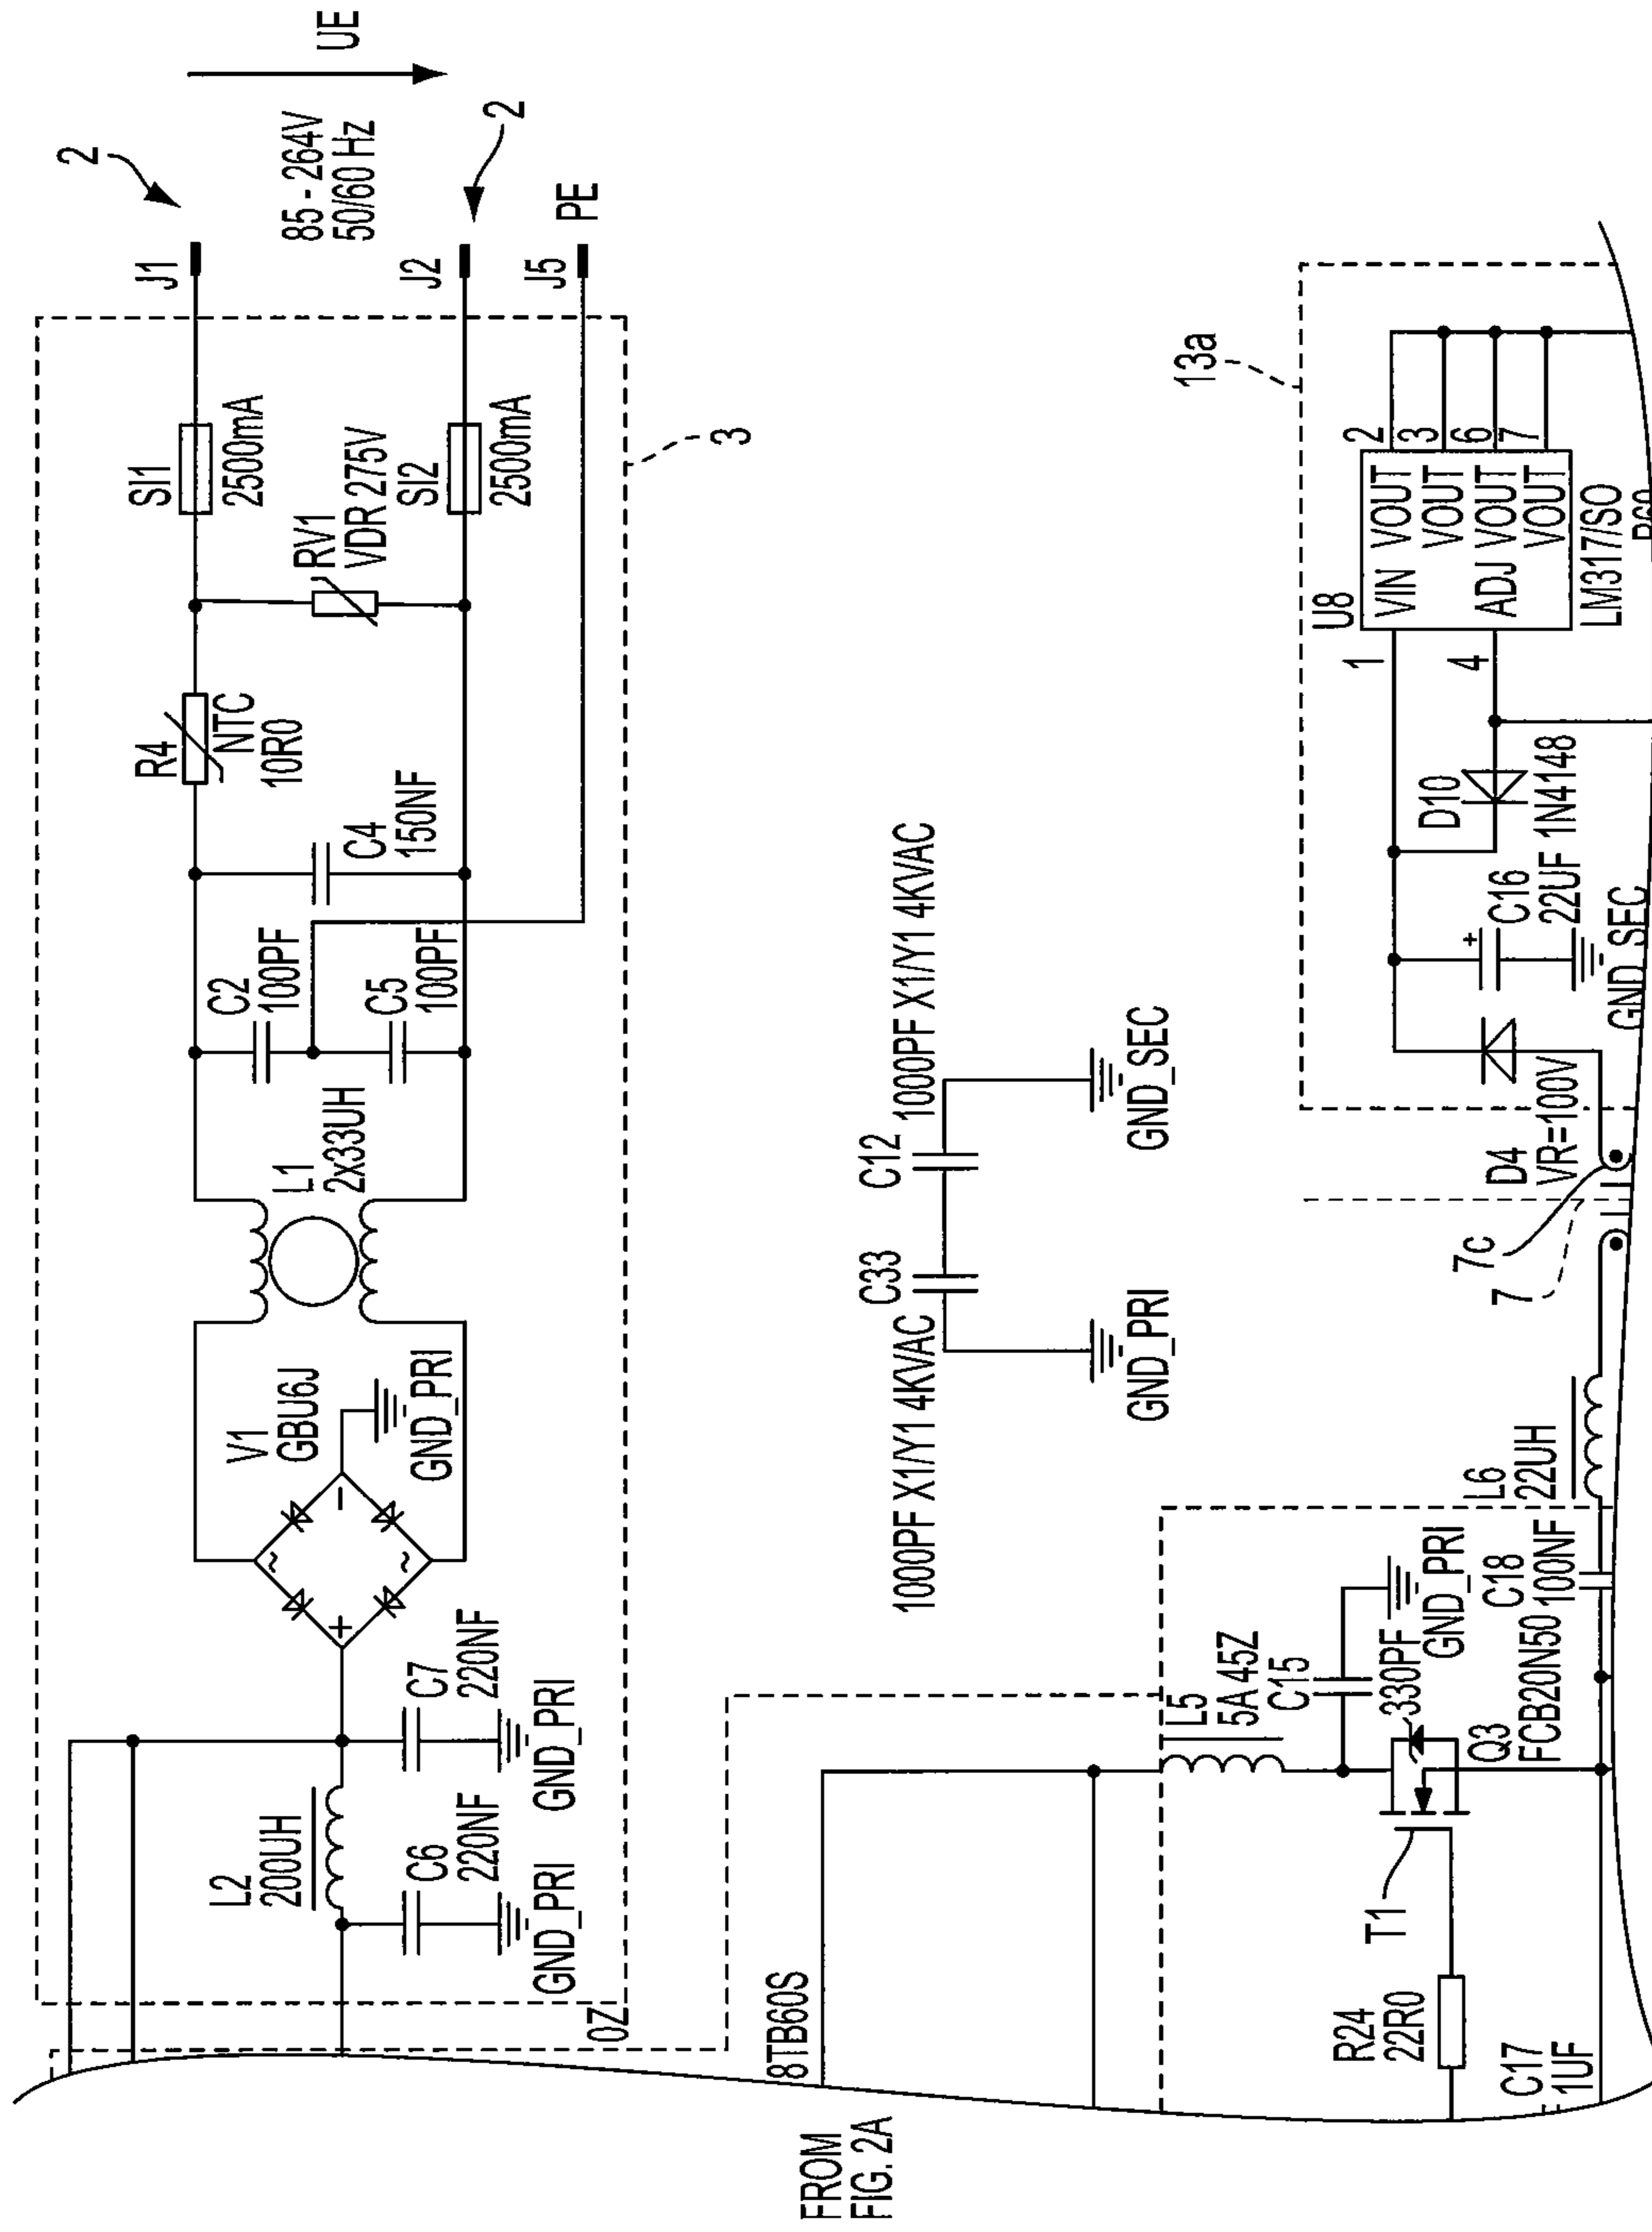 UE
2
85 - 264V
50/60 Hz
2
J1
J2
J5
PE
SI1
2500mA
RV1
VDR 275V
SI2
2500mA
3
R4
NTC
10R0
C4
150NF
C2
100PF
C5
100PF
L1
2x33UH
V1
GBU6J
~
~
+
−
GND_PRI
C7
220NF
GND_PRI
L2
200UH
C6
220NF
GND_PRI
0Z
C12
1000PF X1/Y1 4KVAC
GND_SEC
C33
1000PF X1/Y1 4KVAC
GND_PRI
13a
U8
VIN VOUT
VOUT
ADJ VOUT
VOUT
1
4
2
3
6
7
LM317/SO
D10
1N4148
C16
22UF
+
GND_SEC
D4
VR=100V
7c
7
L6
22UH
C18
100NF
L5
5A 45Z
C15
330PF
GND_PRI
Q3
FCB20N50
T1
R24
22R0
C17
1UF
8TB60S
FROM
FIG. 2A